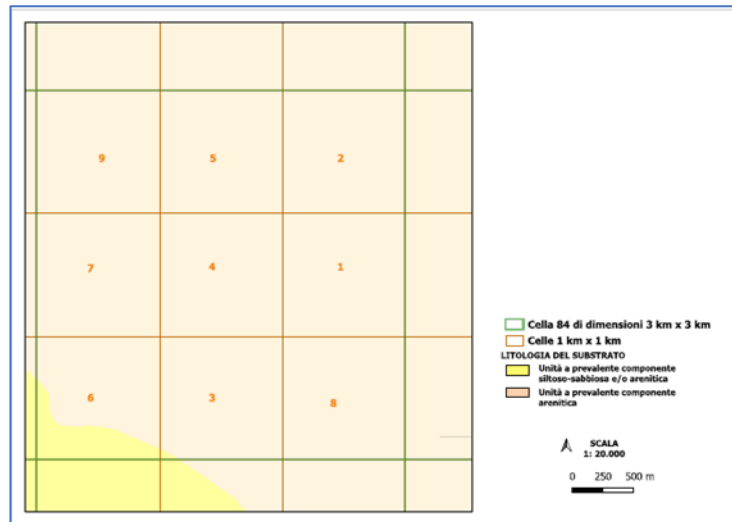 9 5 2
7 4 1
6 3 8
Cella 84 di dimensioni 3 km x 3 km
Celle 1 km x 1 km
LITOLOGIA DEL SUBSTRATO
Unità a prevalente componente
siltoso-sabbiosa e/o arenitica
Unità a prevalente componente
arenitica
SCALA
1: 20.000
0 250 500 m